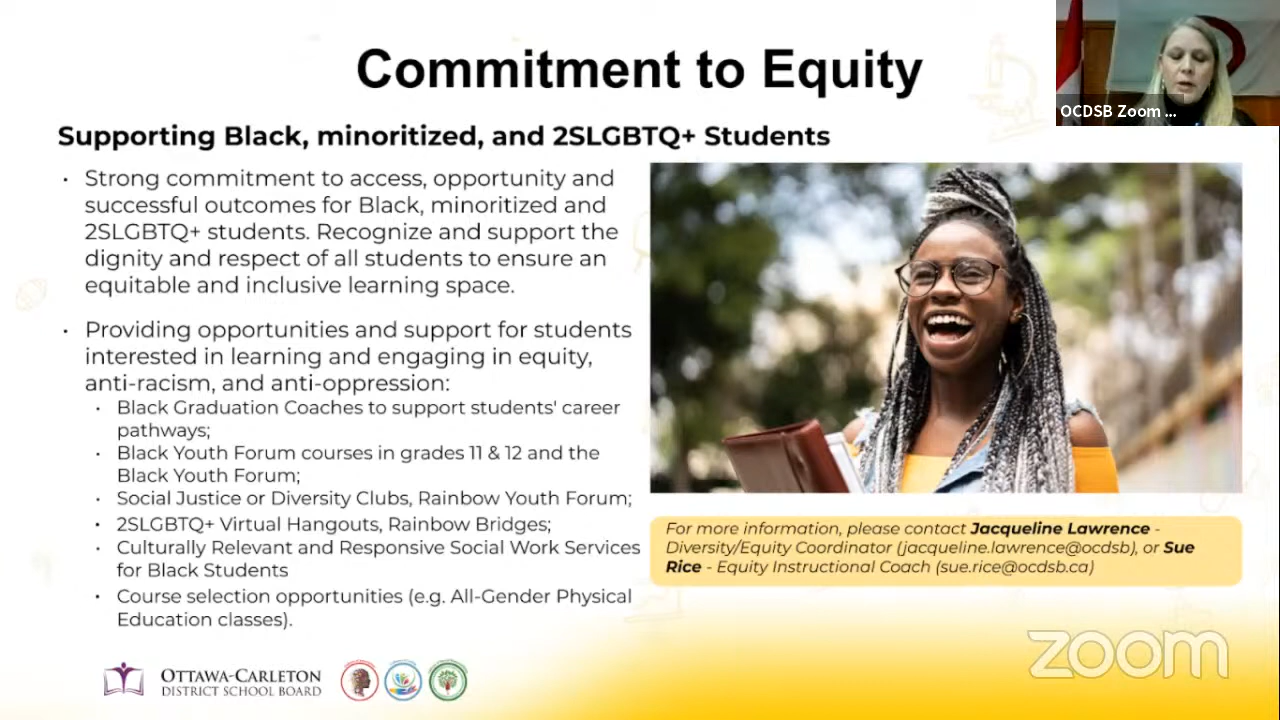 Commitment to Equity
OCDSB Zoom ...
Supporting Black, minoritized, and 2SLGBTQ+ Students
• Strong commitment to access, opportunity and
successful outcomes for Black, minoritized and
2SLGBTQ+ students. Recognize and support the
dignity and respect of all students to ensure an
equitable and inclusive learning space.
• Providing opportunities and support for students
interested in learning and engaging in equity,
anti-racism, and anti-oppression:
• Black Graduation Coaches to support students' career
pathways;
• Black Youth Forum courses in grades 11 & 12 and the
Black Youth Forum;
• Social Justice or Diversity Clubs, Rainbow Youth Forum;
• 2SLGBTQ+ Virtual Hangouts, Rainbow Bridges;
• Culturally Relevant and Responsive Social Work Services
for Black Students
• Course selection opportunities (e.g. All-Gender Physical
Education classes).
For more information, please contact Jacqueline Lawrence -
Diversity/Equity Coordinator (jacqueline.lawrence@ocdsb), or Sue
Rice - Equity Instructional Coach (sue.rice@ocdsb.ca)
OTTAWA-CARLETON
DISTRICT SCHOOL BOARD
zoom